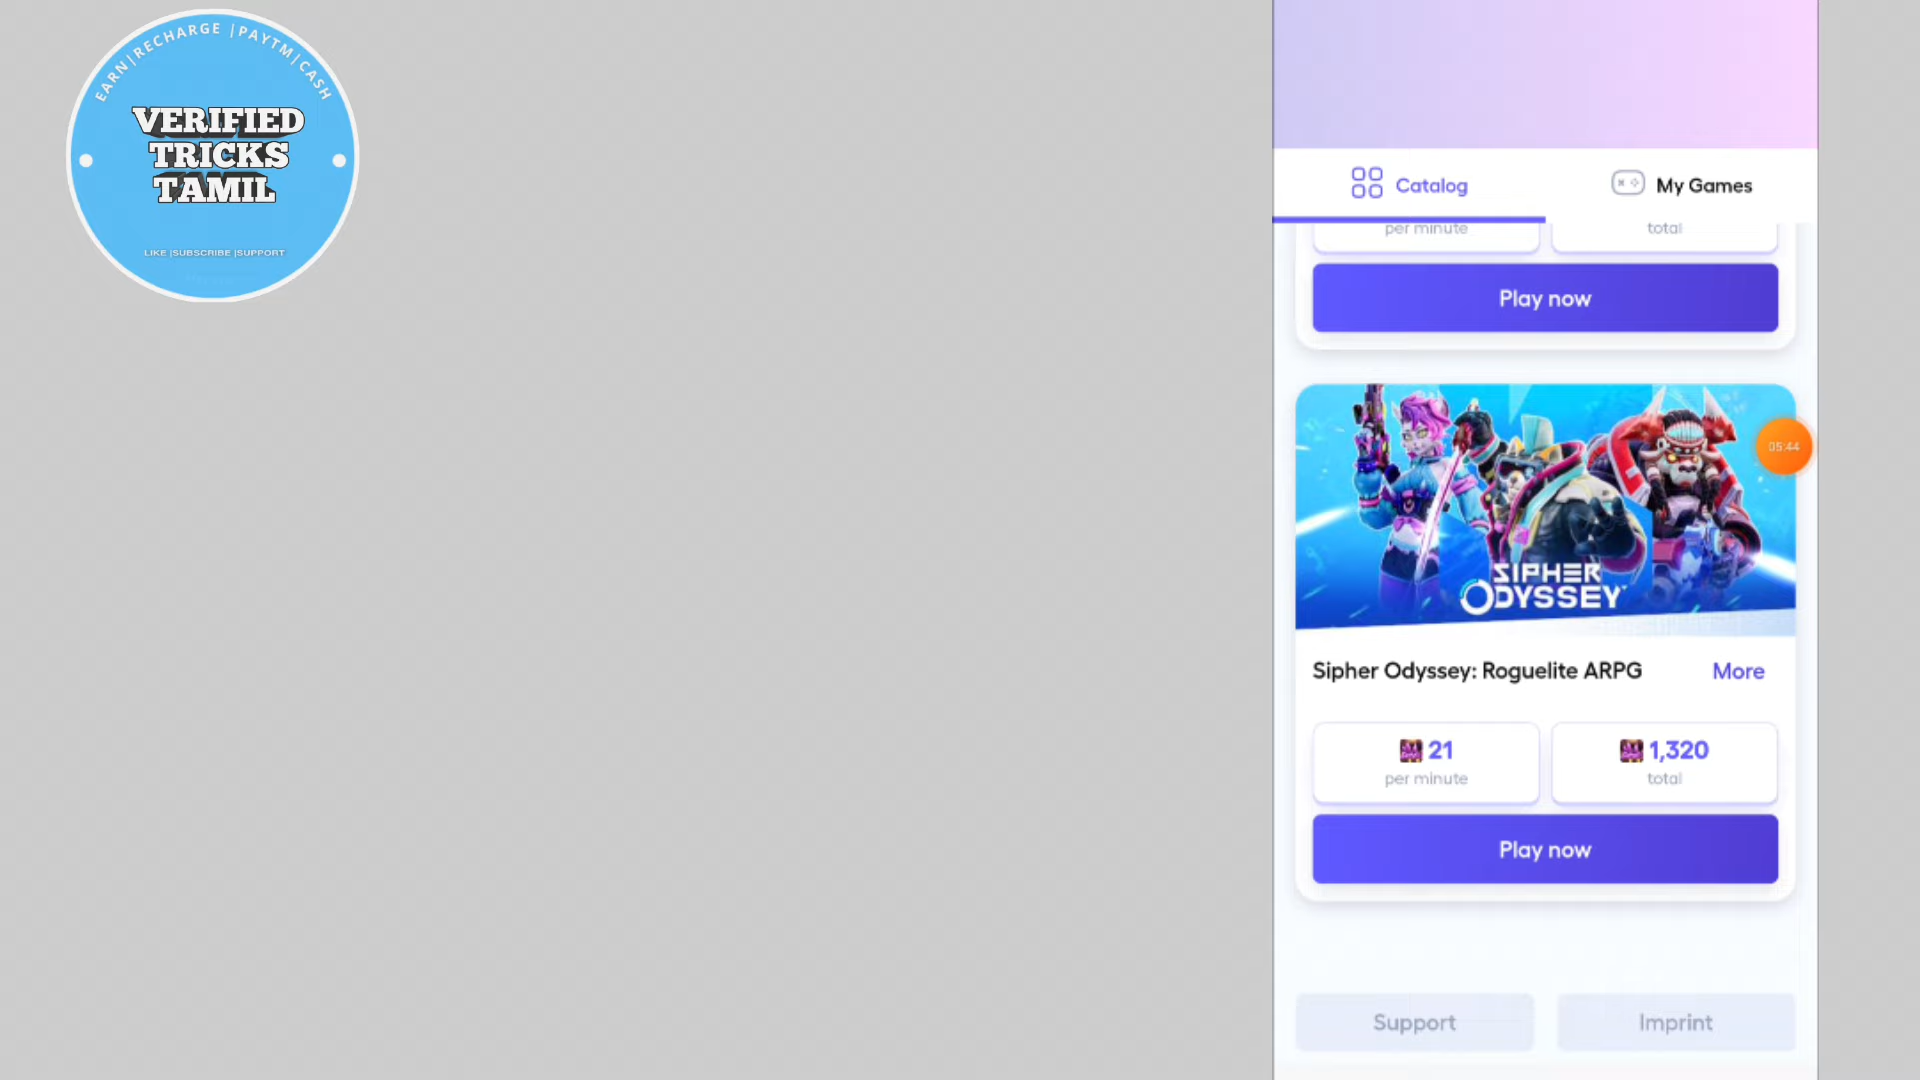 EARN|RECHARGE |PAYTM|CASH
VERIFIED
TRICKS
TAMIL
LIKE |SUBSCRIBE |SUPPORT
Catalog
My Games
per minute
total
Play now
05:44
SIPHER
ODYSSEY
Sipher Odyssey: Roguelite ARPG
More
21
per minute
1,320
total
Play now
Support
Imprint